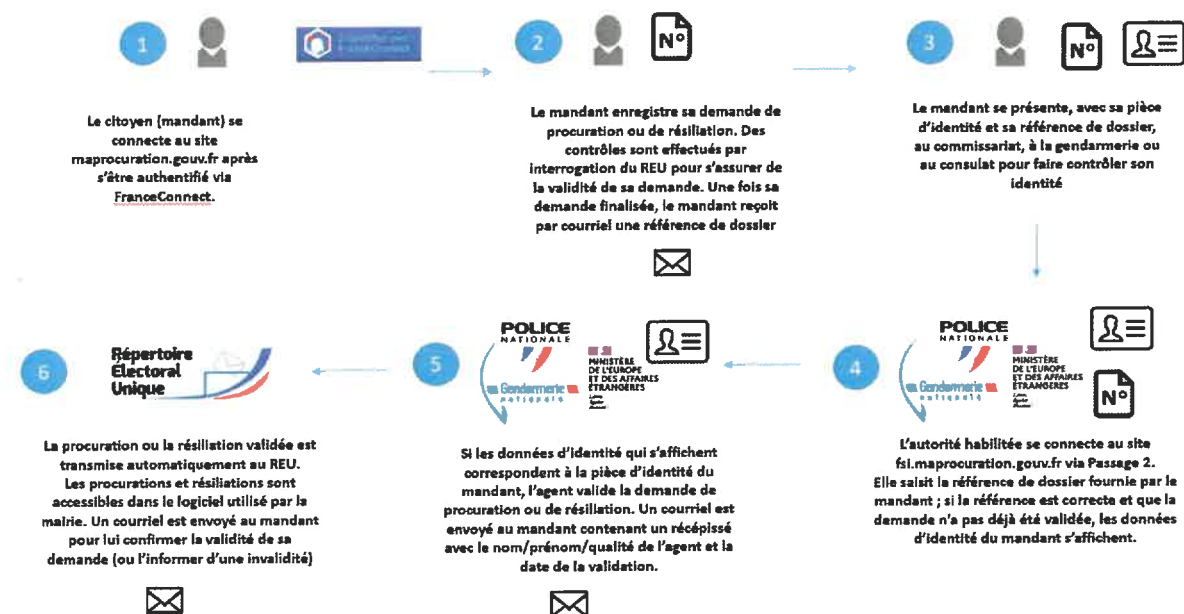 1
2
N°
3
N°
Le citoyen (mandant) se
connecte au site
maprocuration.gouv.fr après
s'être authentifié via
FranceConnect.
Le mandant enregistre sa demande de
procuration ou de résiliation. Des
contrôles sont effectués par
interrogation du REU pour s'assurer de
la validité de sa demande. Une fois sa
demande finalisée, le mandant reçoit
par courriel une référence de dossier
Le mandant se présente, avec sa pièce
d'identité et sa référence de dossier,
au commissariat, à la gendarmerie ou
au consulat pour faire contrôler son
identité
4
POLICE
NATIONALE
Gendarmerie
nationale
MINISTÈRE
DE L'EUROPE
ET DES AFFAIRES
ÉTRANGÈRES
N°
L'autorité habilitée se connecte au site
fsi.maprocuration.gouv.fr via Passage 2.
Elle saisit la référence de dossier fournie par le
mandant ; si la référence est correcte et que la
demande n'a pas déjà été validée, les données
d'identité du mandant s'affichent.
5
POLICE
NATIONALE
Gendarmerie
nationale
MINISTÈRE
DE L'EUROPE
ET DES AFFAIRES
ÉTRANGÈRES
Si les données d'identité qui s'affichent
correspondent à la pièce d'identité du
mandant, l'agent valide la demande de
procuration ou de résiliation. Un courriel est
envoyé au mandant contenant un récépissé
avec le nom/prénom/qualité de l'agent et la
date de la validation.
6
Répertoire
Électoral
Unique
La procuration ou la résiliation validée est
transmise automatiquement au REU.
Les procurations et résiliations sont
accessibles dans le logiciel utilisé par la
mairie. Un courriel est envoyé au mandant
pour lui confirmer la validité de sa
demande (ou l'informer d'une invalidité)